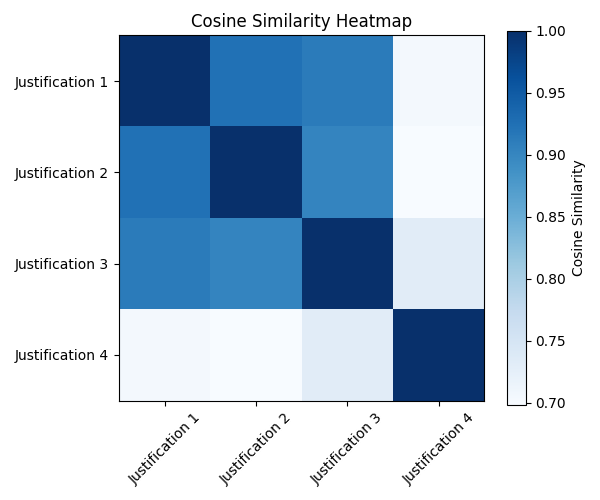 Cosine Similarity Heatmap
Justification 1
Justification 2
Justification 3
Justification 4
Justification 1
Justification 2
Justification 3
Justification 4
1.00
0.95
0.90
0.85
0.80
0.75
0.70
Cosine Similarity